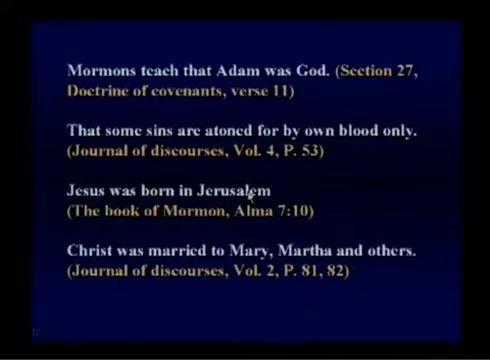 Mormons teach that Adam was God. (Section 27,
Doctrine of covenants, verse 11)
That some sins are atoned for by own blood only.
(Journal of discourses, Vol. 4, P. 53)
Jesus was born in Jerusalem
(The book of Mormon, Alma 7:10)
Christ was married to Mary, Martha and others.
(Journal of discourses, Vol. 2, P. 81, 82)